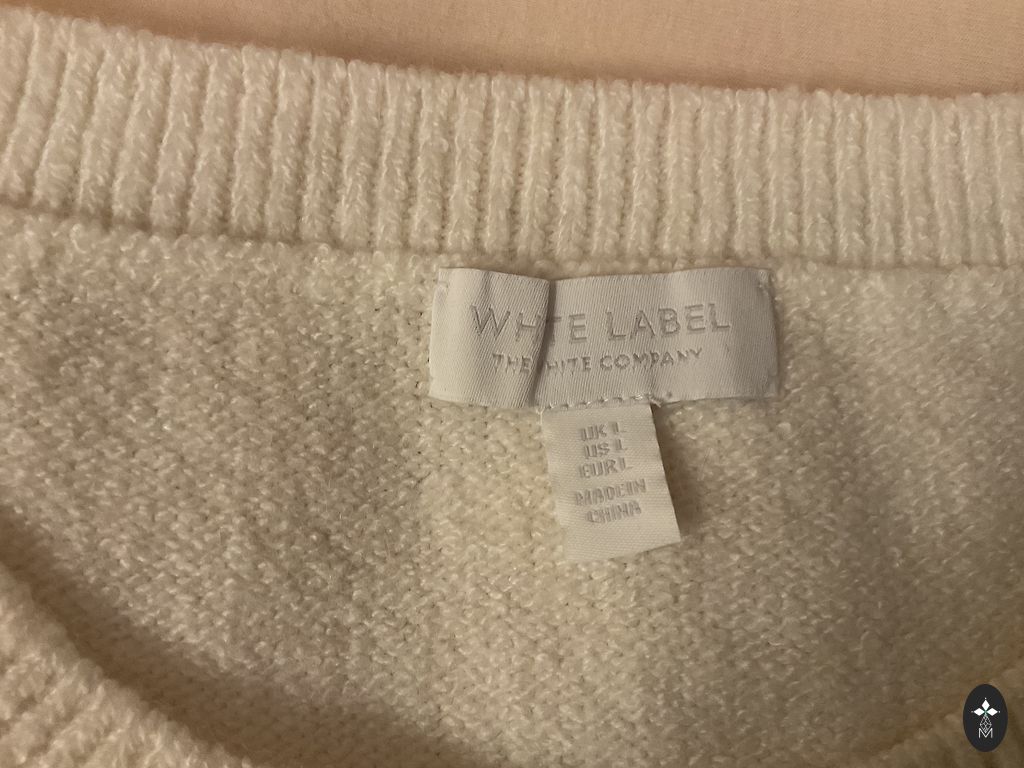 WHITE LABEL
THE WHITE COMPANY
UK L
US L
EUR L
MADE IN
CHINA
M